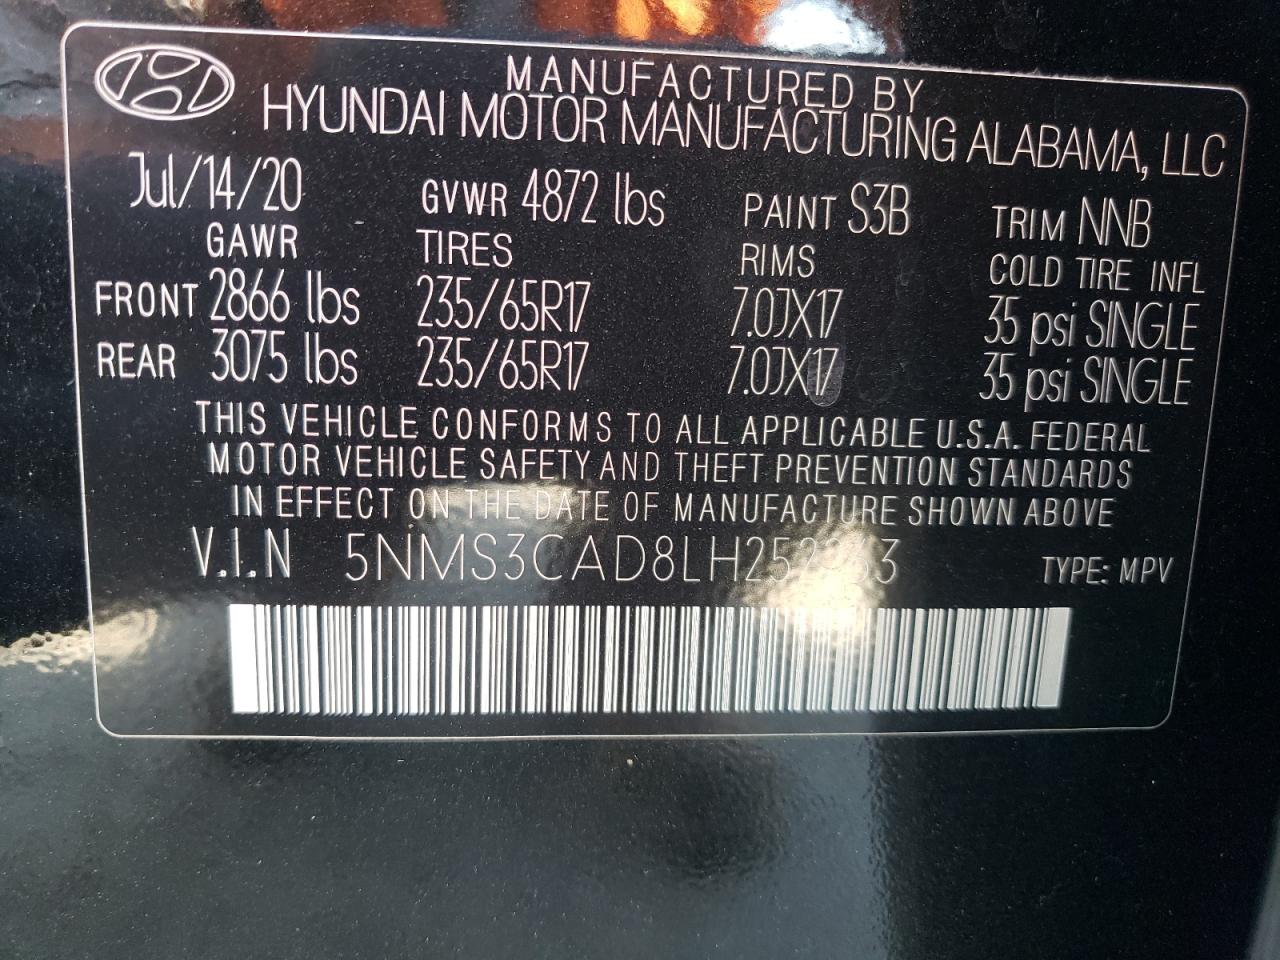 MANUFACTURED BY
HYUNDAI MOTOR MANUFACTURING ALABAMA, LLC
Jul/14/20 GVWR 4872 lbs PAINT S3B TRIM NNB
GAWR TIRES RIMS COLD TIRE INFL
FRONT 2866 lbs 235/65R17 7.0JX17 35 psi SINGLE
REAR 3075 lbs 235/65R17 7.0JX17 35 psi SINGLE
THIS VEHICLE CONFORMS TO ALL APPLICABLE U.S.A. FEDERAL
MOTOR VEHICLE SAFETY AND THEFT PREVENTION STANDARDS
IN EFFECT ON THE DATE OF MANUFACTURE SHOWN ABOVE
V.I.N TYPE: MPV